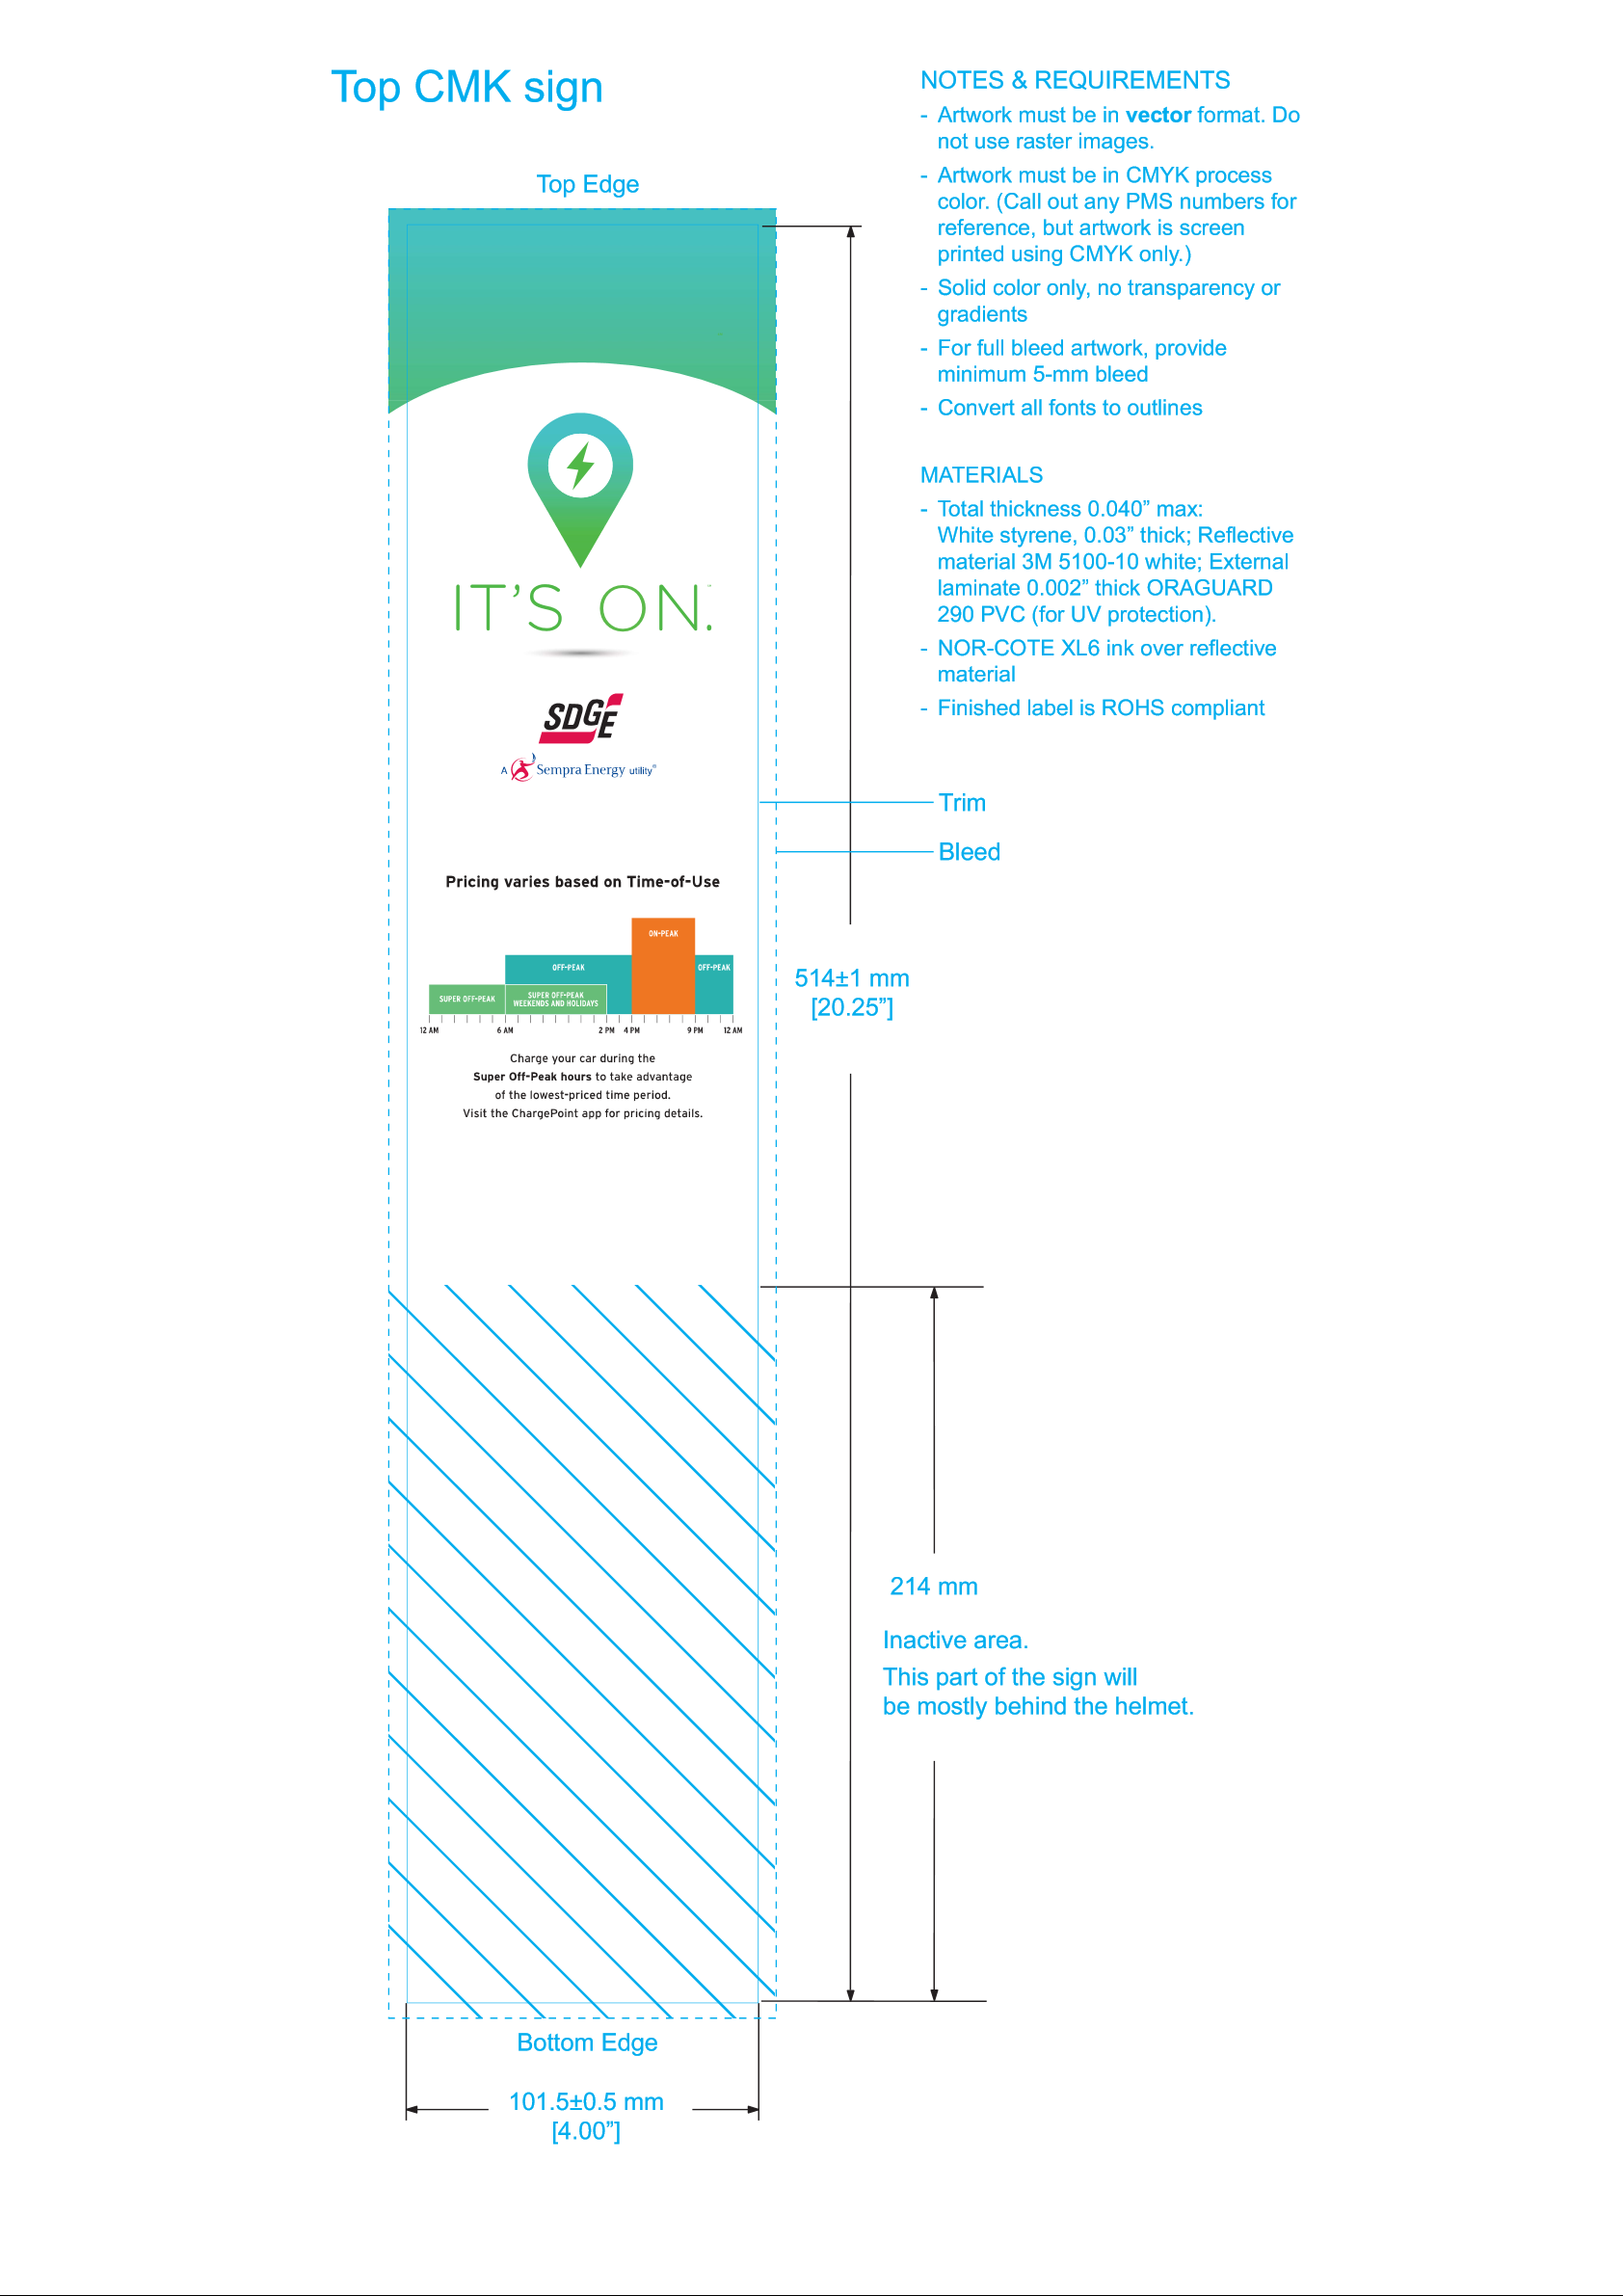 Top CMK sign
NOTES & REQUIREMENTS
- Artwork must be in vector format. Do
not use raster images.
- Artwork must be in CMYK process
color. (Call out any PMS numbers for
reference, but artwork is screen
printed using CMYK only.)
- Solid color only, no transparency or
gradients
- For full bleed artwork, provide
minimum 5-mm bleed
- Convert all fonts to outlines
MATERIALS
- Total thickness 0.040” max:
White styrene, 0.03” thick; Reflective
material 3M 5100-10 white; External
laminate 0.002” thick ORAGUARD
290 PVC (for UV protection).
- NOR-COTE XL6 ink over reflective
material
- Finished label is ROHS compliant
Trim
Bleed
Top Edge
IT’S ON.™
SDGE
A Sempra Energy utility®
Pricing varies based on Time-of-Use
ON-PEAK
OFF-PEAK
OFF-PEAK
SUPER OFF-PEAK
SUPER OFF-PEAK
WEEKENDS AND HOLIDAYS
12 AM 6 AM 2 PM 4 PM 9 PM 12 AM
Charge your car during the
Super Off-Peak hours to take advantage
of the lowest-priced time period.
Visit the ChargePoint app for pricing details.
514±1 mm
[20.25”]
214 mm
Inactive area.
This part of the sign will
be mostly behind the helmet.
Bottom Edge
101.5±0.5 mm
[4.00”]